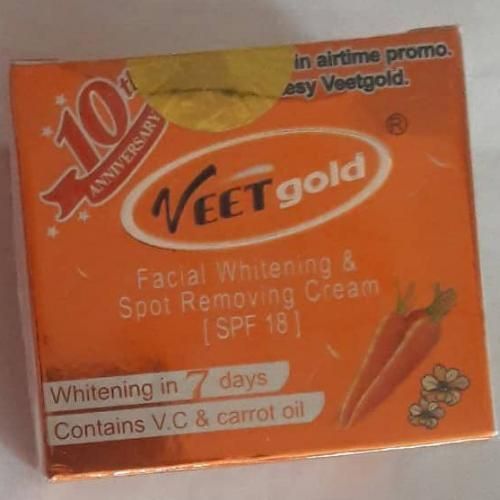 in airtime promo.
esy Veetgold.
10th
ANNIVERSARY
VEET gold ®
Facial Whitening &
Spot Removing Cream
[ SPF 18 ]
Whitening in 7 days
Contains V.C & carrot oil